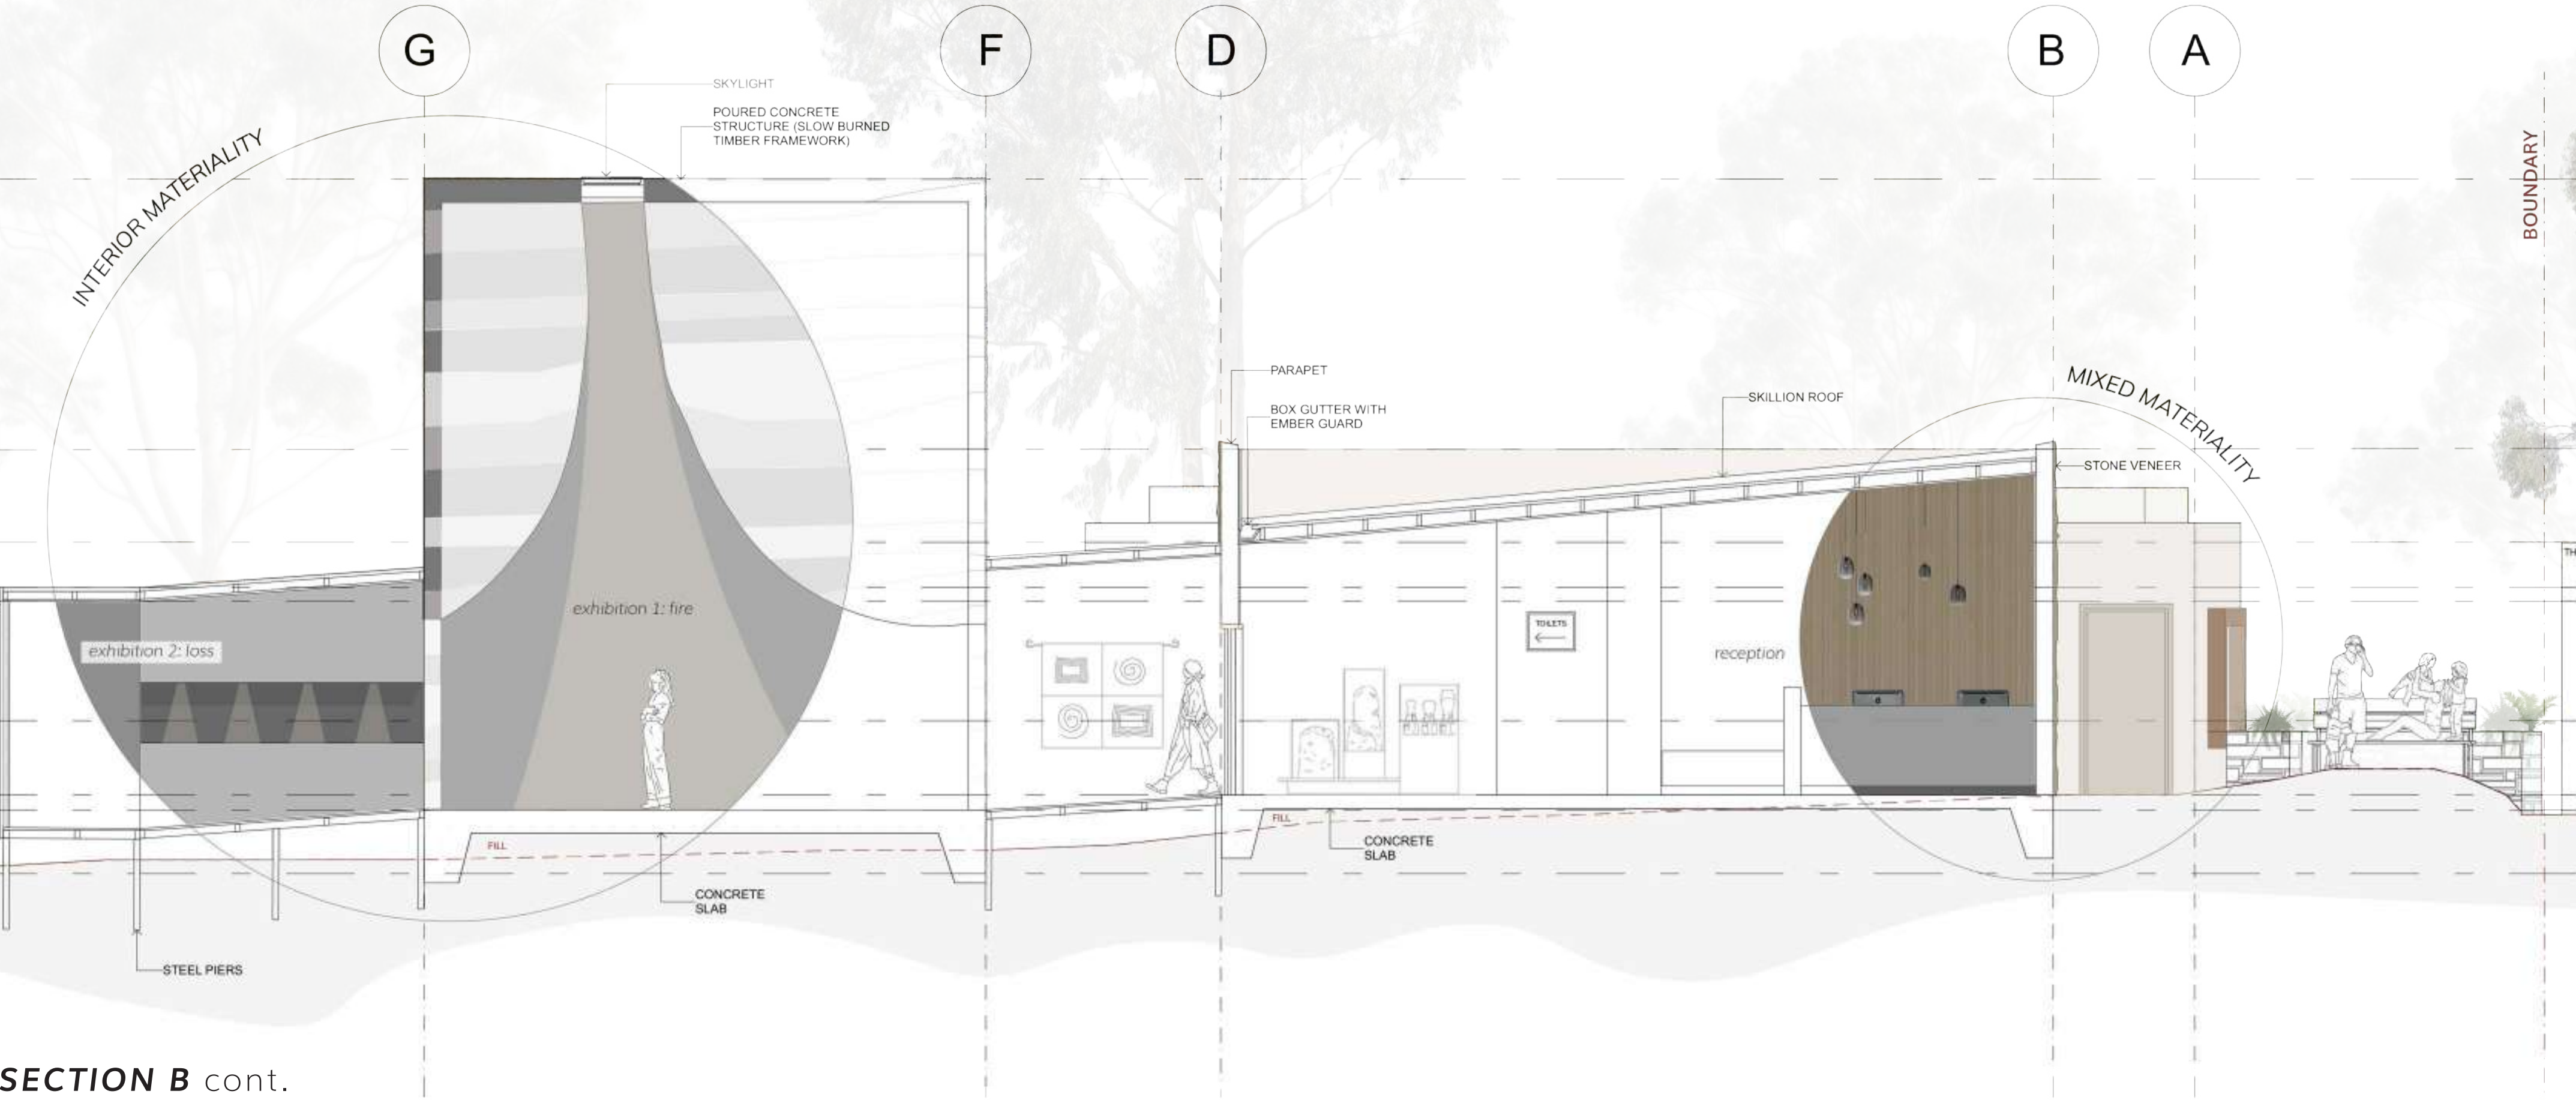 G
F
D
B
A
SKYLIGHT
POURED CONCRETE
STRUCTURE (SLOW BURNED
TIMBER FRAMEWORK)
INTERIOR MATERIALITY
BOUNDARY
PARAPET
BOX GUTTER WITH
EMBER GUARD
SKILLION ROOF
MIXED MATERIALITY
STONE VENEER
TH
exhibition 1: fire
exhibition 2: loss
TOILETS
reception
FILL
FILL
CONCRETE
SLAB
CONCRETE
SLAB
STEEL PIERS
SECTION B cont.